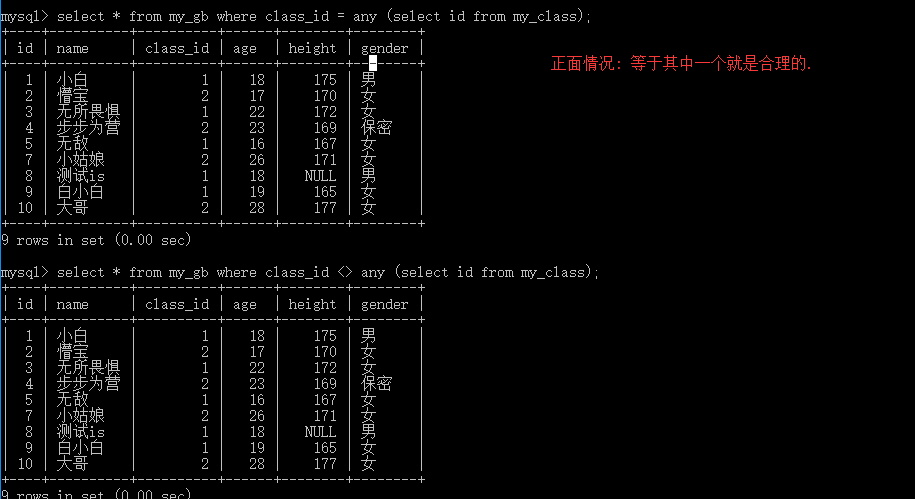 mysql> select * from my_gb where class_id = any (select id from my_class);
+----+----------+----------+------+--------+--------+
| id | name | class_id | age | height | gender |
正面情况: 等于其中一个就是合理的.
+----+----------+----------+------+--------+--------+
| 1 | 小白 | 1 | 18 | 175 | 男
| 2 | 懵宝 | 2 | 17 | 170 | 女
| 3 | 无所畏惧 | 1 | 22 | 172 | 女
| 4 | 步步为营 | 2 | 23 | 169 | 保密
| 5 | 无敌 | 1 | 16 | 167 | 女
| 7 | 小姑娘 | 2 | 26 | 171 | 女
| 8 | 测试is | 1 | 18 | NULL | 男
| 9 | 白小白 | 1 | 19 | 165 | 女
| 10 | 大哥 | 2 | 28 | 177 | 女
+----+----------+----------+------+--------+--------+
9 rows in set (0.00 sec)
mysql> select * from my_gb where class_id <> any (select id from my_class);
+----+----------+----------+------+--------+--------+
| id | name | class_id | age | height | gender |
+----+----------+----------+------+--------+--------+
| 1 | 小白 | 1 | 18 | 175 | 男
| 2 | 懵宝 | 2 | 17 | 170 | 女
| 3 | 无所畏惧 | 1 | 22 | 172 | 女
| 4 | 步步为营 | 2 | 23 | 169 | 保密
| 5 | 无敌 | 1 | 16 | 167 | 女
| 7 | 小姑娘 | 2 | 26 | 171 | 女
| 8 | 测试is | 1 | 18 | NULL | 男
| 9 | 白小白 | 1 | 19 | 165 | 女
| 10 | 大哥 | 2 | 28 | 177 | 女
+----+----------+----------+------+--------+--------+
9 rows in set (0.00 sec)